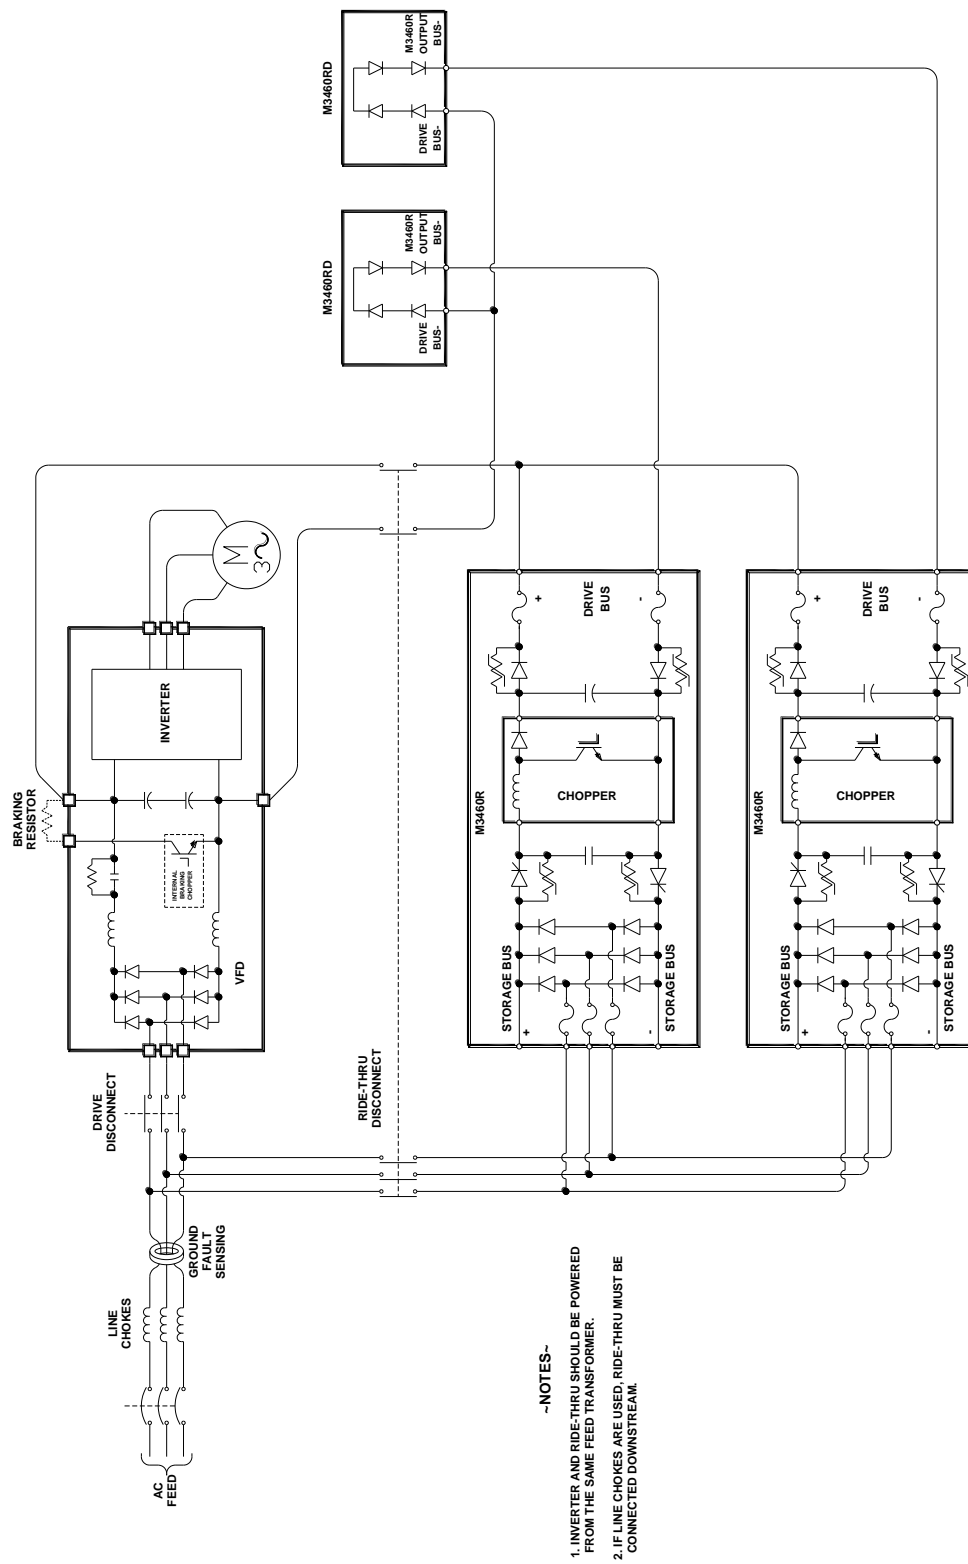 AC
FEED
LINE
CHOKES
GROUND
FAULT
SENSING
DRIVE
DISCONNECT
VFD
INTERNAL
BRAKING
CHOPPER
BRAKING
RESISTOR
INVERTER
M
3~
RIDE-THRU
DISCONNECT
M3460R
STORAGE BUS
+
-
STORAGE BUS
CHOPPER
+
DRIVE
BUS
-
M3460R
STORAGE BUS
+
-
STORAGE BUS
CHOPPER
+
DRIVE
BUS
-
M3460RD
DRIVE
BUS-
M3460R
OUTPUT
BUS-
M3460RD
DRIVE
BUS-
M3460R
OUTPUT
BUS-
~NOTES~
1. INVERTER AND RIDE-THRU SHOULD BE POWERED
FROM THE SAME FEED TRANSFORMER.
2. IF LINE CHOKES ARE USED, RIDE-THRU MUST BE
CONNECTED DOWNSTREAM.